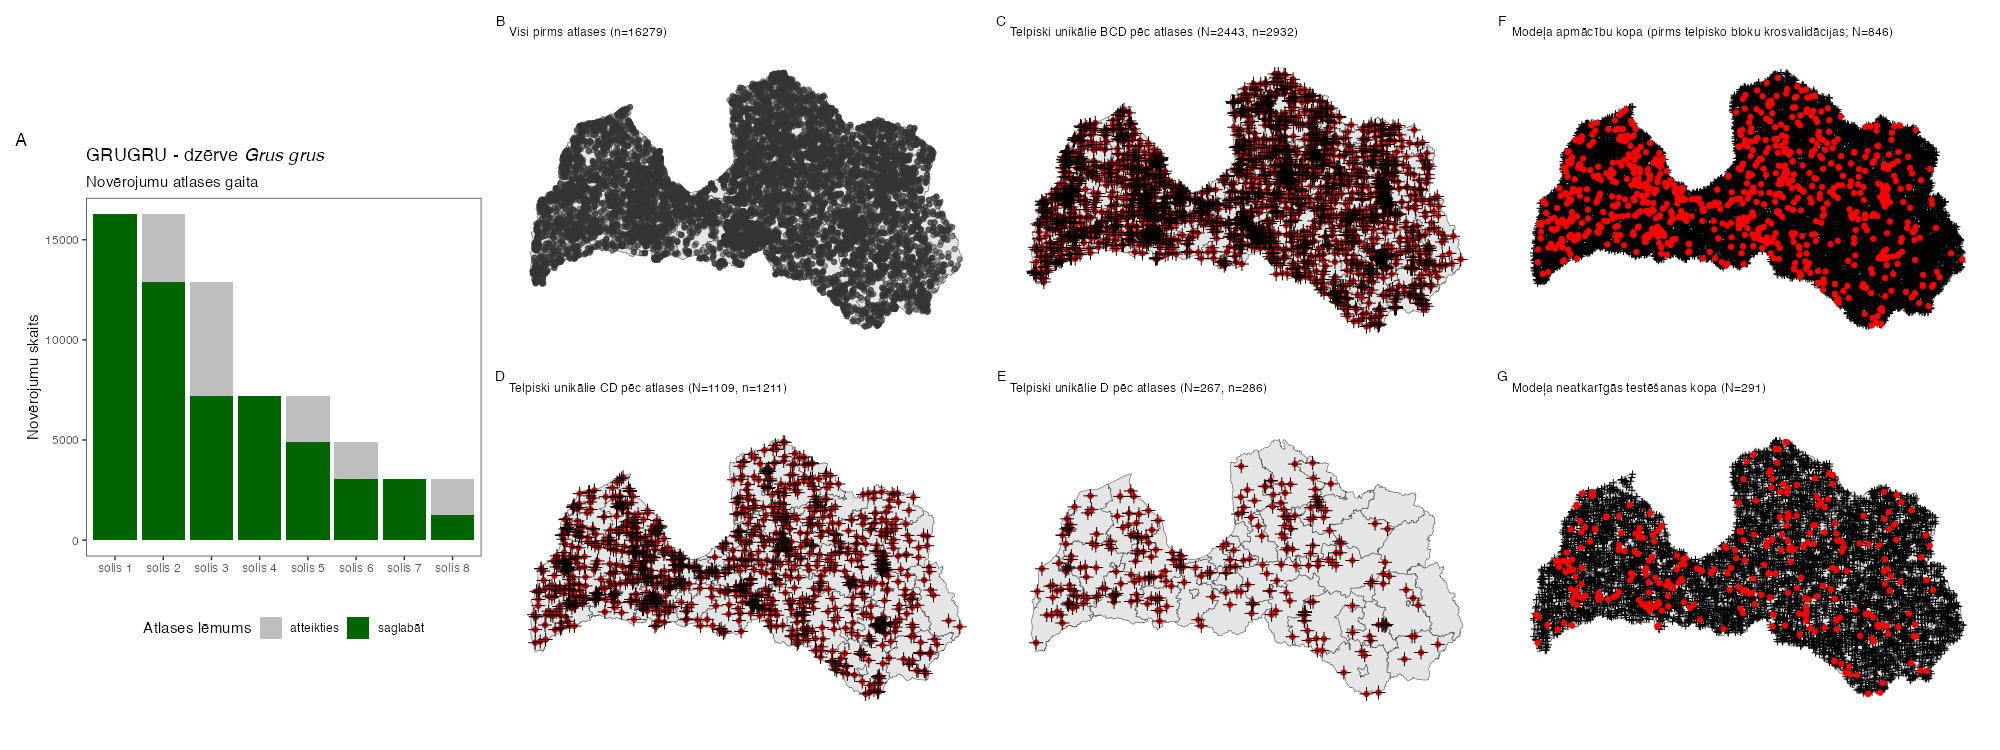 A
GRUGRU - dzērve Grus grus
Novērojumu atlases gaita
Novērojumu skaits
15000
10000
5000
0
solis 1
solis 2
solis 3
solis 4
solis 5
solis 6
solis 7
solis 8
Atlases lēmums
atteikties
saglabāt
B
Visi pirms atlases (n=16279)
C
Telpiski unikālie BCD pēc atlases (N=2443, n=2932)
F
Modeļa apmācību kopa (pirms telpisko bloku krosvalidācijas; N=846)
D
Telpiski unikālie CD pēc atlases (N=1109, n=1211)
E
Telpiski unikālie D pēc atlases (N=267, n=286)
G
Modeļa neatkarīgās testēšanas kopa (N=291)